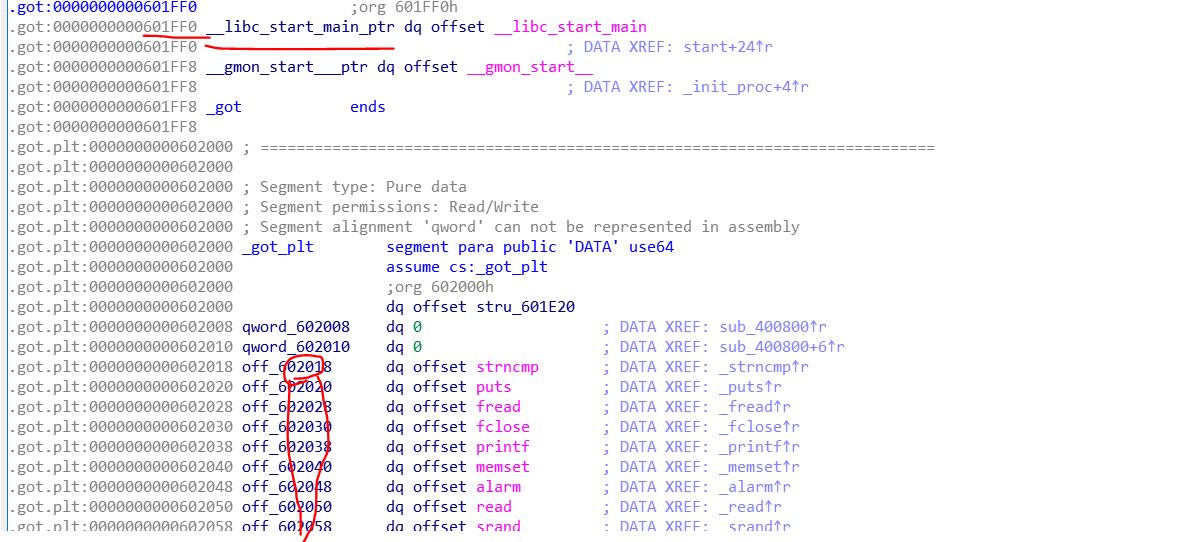 .got:0000000000601FF0 ;org 601FF0h
.got:0000000000601FF0 __libc_start_main_ptr dq offset __libc_start_main
.got:0000000000601FF0 ; DATA XREF: start+24↑r
.got:0000000000601FF8 __gmon_start___ptr dq offset __gmon_start__
.got:0000000000601FF8 ; DATA XREF: _init_proc+4↑r
.got:0000000000601FF8 _got ends
.got:0000000000601FF8
.got.plt:0000000000602000 ; ===========================================================================
.got.plt:0000000000602000
.got.plt:0000000000602000 ; Segment type: Pure data
.got.plt:0000000000602000 ; Segment permissions: Read/Write
.got.plt:0000000000602000 ; Segment alignment 'qword' can not be represented in assembly
.got.plt:0000000000602000 _got_plt segment para public 'DATA' use64
.got.plt:0000000000602000 assume cs:_got_plt
.got.plt:0000000000602000 ;org 602000h
.got.plt:0000000000602000 dq offset stru_601E20
.got.plt:0000000000602008 qword_602008 dq 0 ; DATA XREF: sub_400800↑r
.got.plt:0000000000602010 qword_602010 dq 0 ; DATA XREF: sub_400800+6↑r
.got.plt:0000000000602018 off_602018 dq offset strncmp ; DATA XREF: _strncmp↑r
.got.plt:0000000000602020 off_602020 dq offset puts ; DATA XREF: _puts↑r
.got.plt:0000000000602028 off_602028 dq offset fread ; DATA XREF: _fread↑r
.got.plt:0000000000602030 off_602030 dq offset fclose ; DATA XREF: _fclose↑r
.got.plt:0000000000602038 off_602038 dq offset printf ; DATA XREF: _printf↑r
.got.plt:0000000000602040 off_602040 dq offset memset ; DATA XREF: _memset↑r
.got.plt:0000000000602048 off_602048 dq offset alarm ; DATA XREF: _alarm↑r
.got.plt:0000000000602050 off_602050 dq offset read ; DATA XREF: _read↑r
.got.plt:0000000000602058 off_602058 dq offset srand ; DATA XREF: _srand↑r